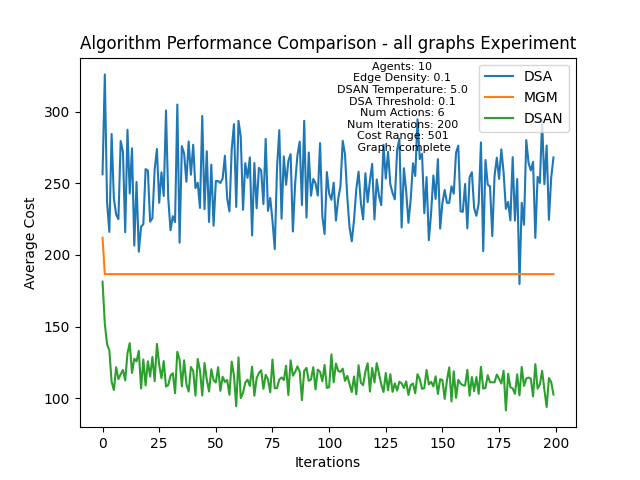 Algorithm Performance Comparison - all graphs Experiment
Agents: 10
Edge Density: 0.1
DSAN Temperature: 5.0
DSA Threshold: 0.1
Num Actions: 6
Num Iterations: 200
Cost Range: 501
Graph: complete
DSA
MGM
DSAN
Average Cost
300
250
200
150
100
0 25 50 75 100 125 150 175 200
Iterations